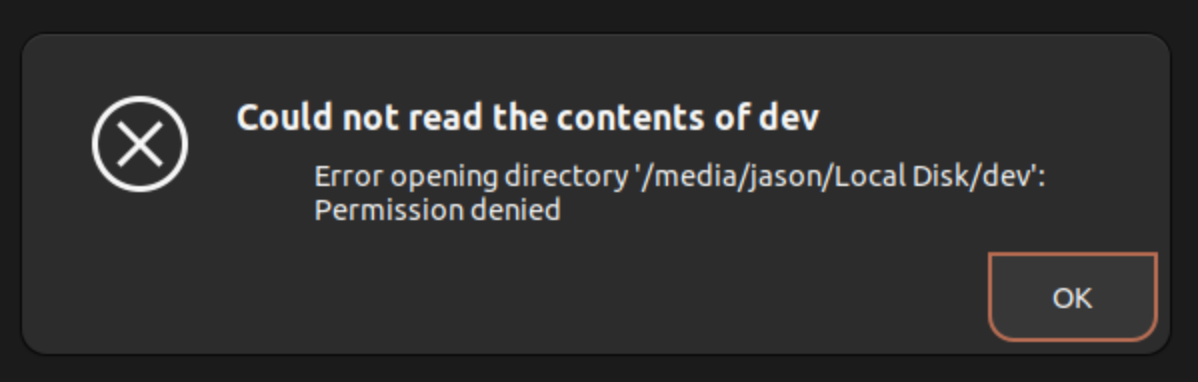 Could not read the contents of dev
Error opening directory '/media/jason/Local Disk/dev':
Permission denied
OK